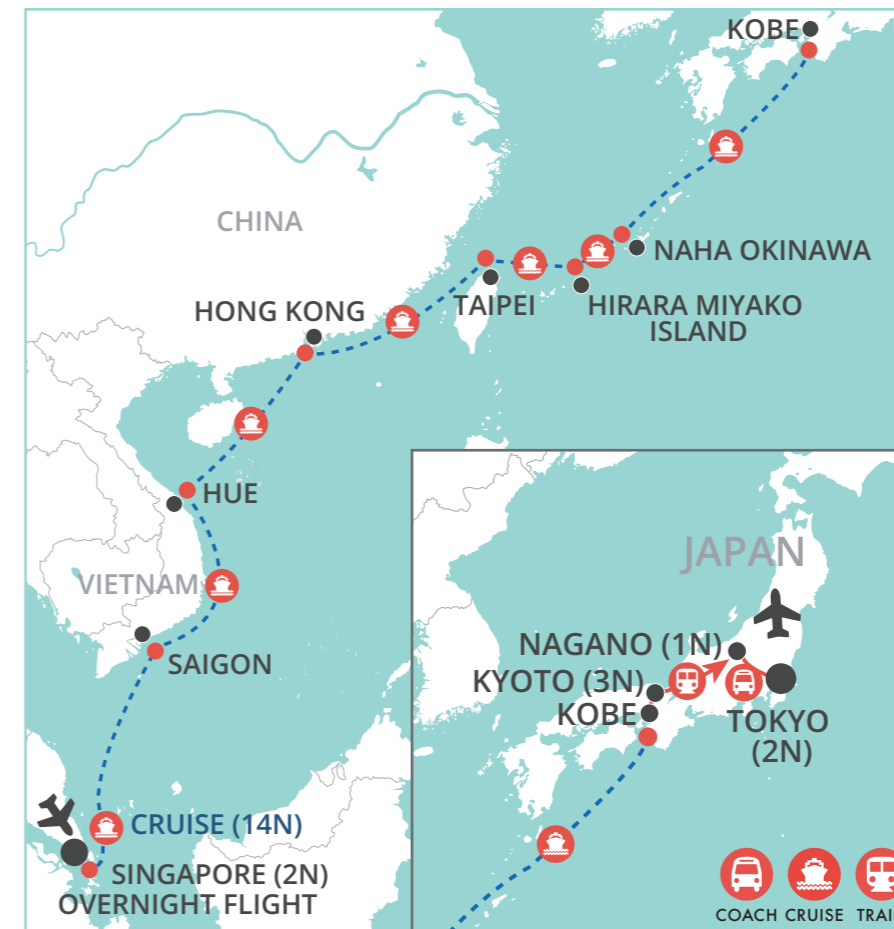 KOBE
CHINA
NAHA OKINAWA
HONG KONG
TAIPEI
HIRARA MIYAKO
ISLAND
HUE
VIETNAM
SAIGON
CRUISE (14N)
SINGAPORE (2N)
OVERNIGHT FLIGHT
JAPAN
NAGANO (1N)
KYOTO (3N)
KOBE
TOKYO
(2N)
COACH CRUISE TRAI